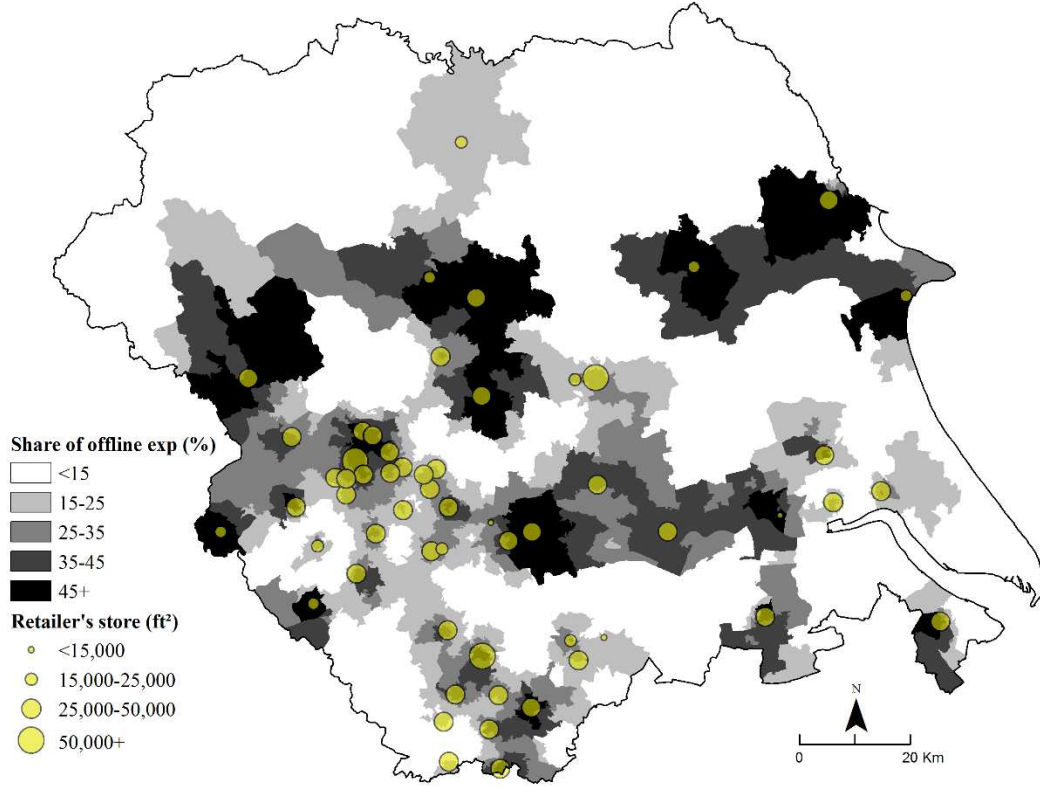 Share of offline exp (%)
<15
15-25
25-35
35-45
45+
Retailer's store (ft²)
<15,000
15,000-25,000
25,000-50,000
50,000+
N
0 20 Km